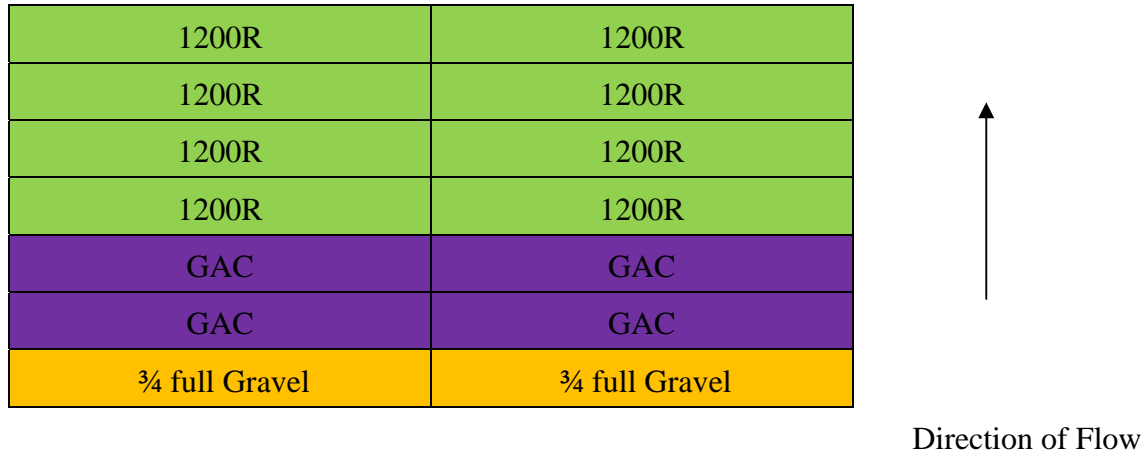 1200R 1200R
1200R 1200R
1200R 1200R
1200R 1200R
GAC GAC
GAC GAC
¾ full Gravel ¾ full Gravel
Direction of Flow